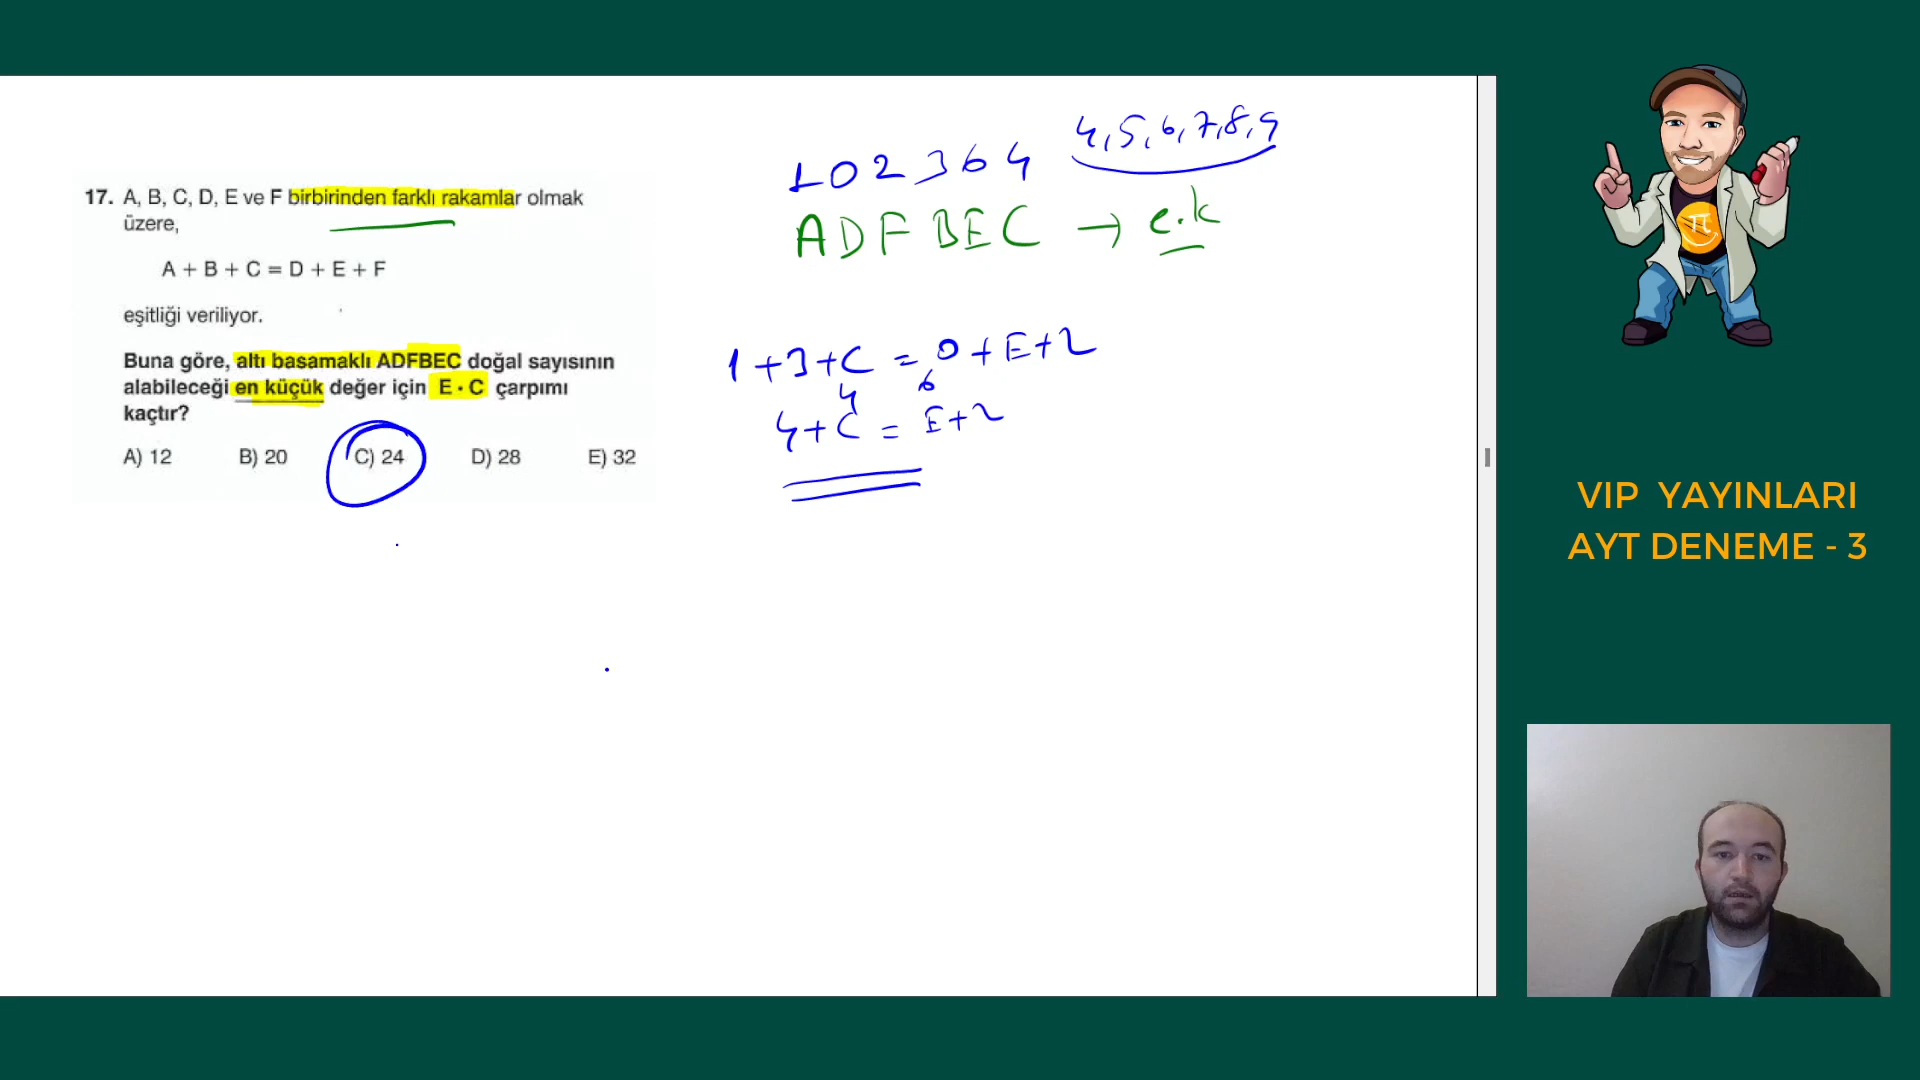 17. A, B, C, D, E ve F birbirinden farklı rakamlar olmak
üzere,
A + B + C = D + E + F
eşitliği veriliyor.
Buna göre, altı basamaklı ADFBEC doğal sayısının
alabileceği en küçük değer için E · C çarpımı
kaçtır?
A) 12 B) 20 C) 24 D) 28 E) 32
4,5,6,7,8,9
102364
ADFBEC → e.k
1+3+C = 0+E+2
4 6
4+C = E+2
π
VIP YAYINLARI
AYT DENEME - 3